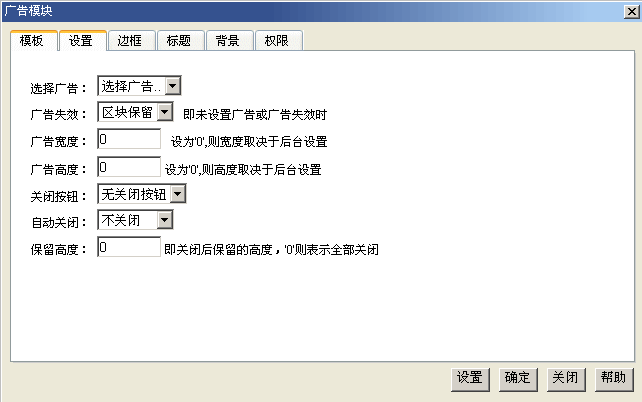 广告模块
模板 设置 边框 标题 背景 权限
选择广告： 选择广告..
广告失效： 区块保留 即未设置广告或广告失效时
广告宽度： 0 设为'0',则宽度取决于后台设置
广告高度： 0 设为'0',则高度取决于后台设置
关闭按钮： 无关闭按钮
自动关闭： 不关闭
保留高度： 0 即关闭后保留的高度，'0'则表示全部关闭
设置 确定 关闭 帮助